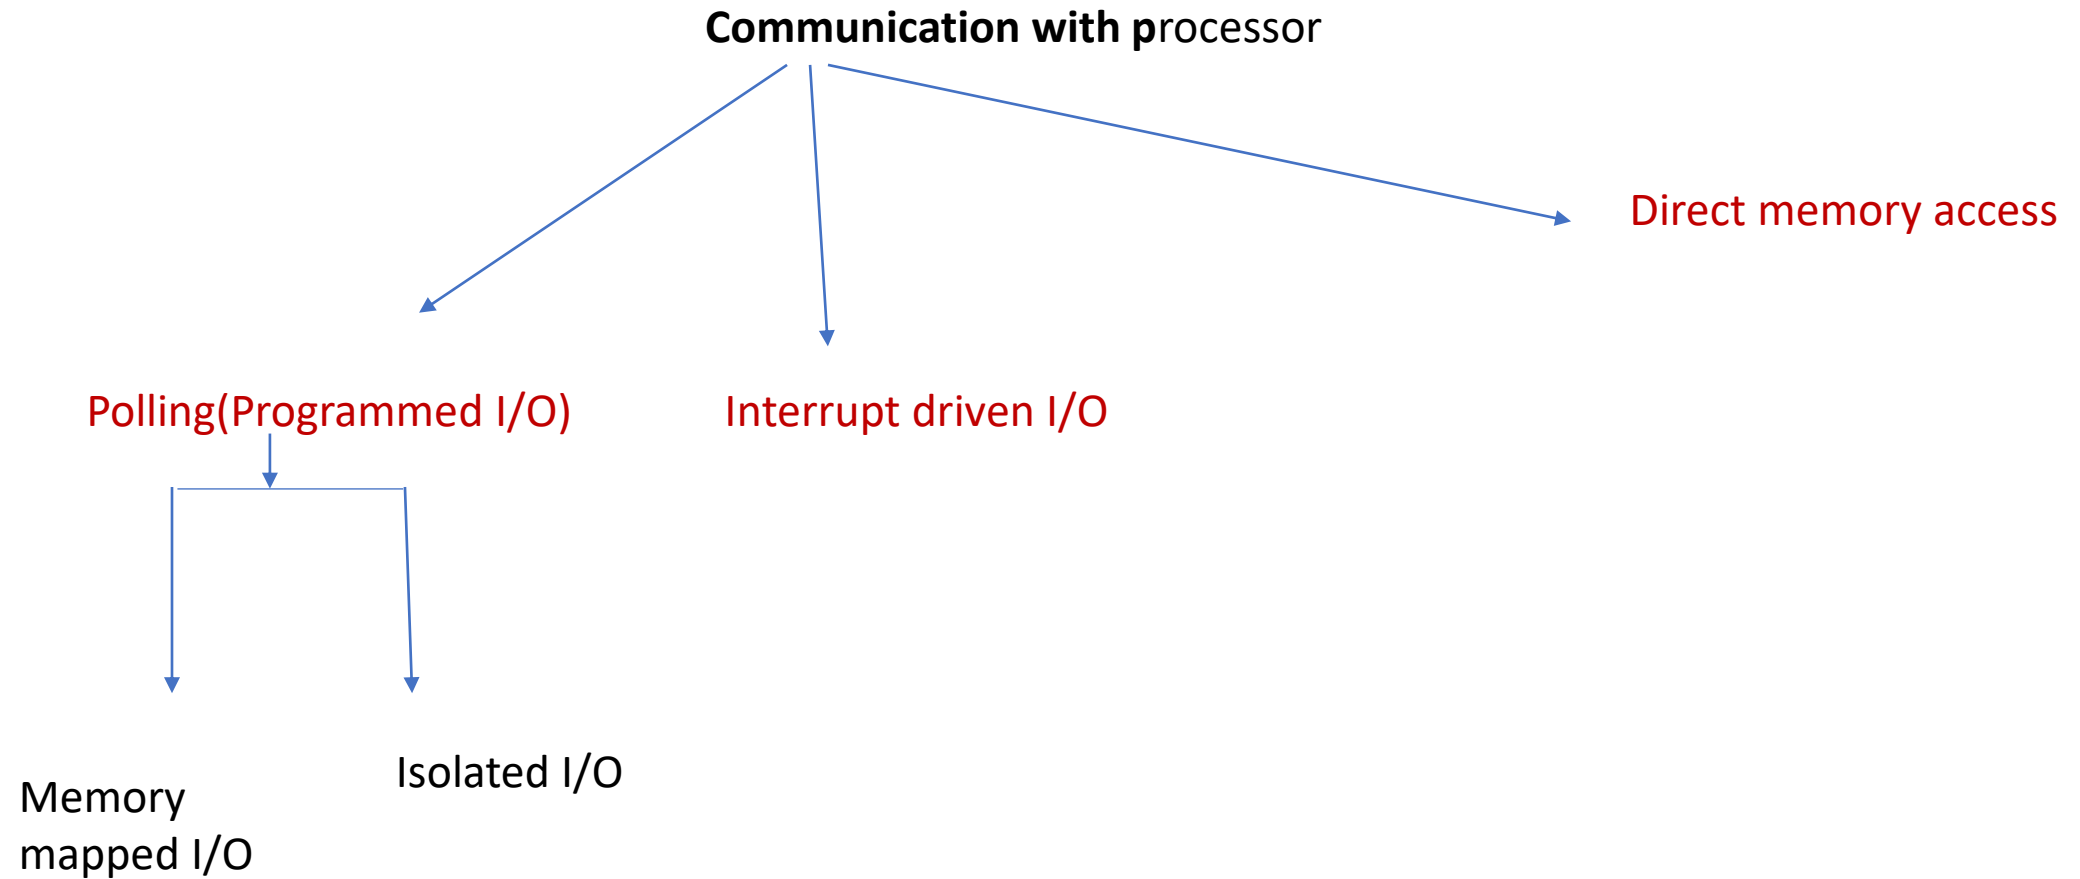 Communication with processor
Direct memory access
Polling(Programmed I/O)
Interrupt driven I/O
Isolated I/O
Memory
mapped I/O